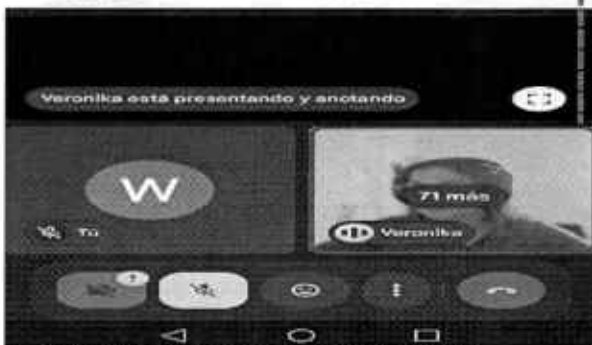 Veronika está presentando y anotando
W
71 más
Tú
Veronika